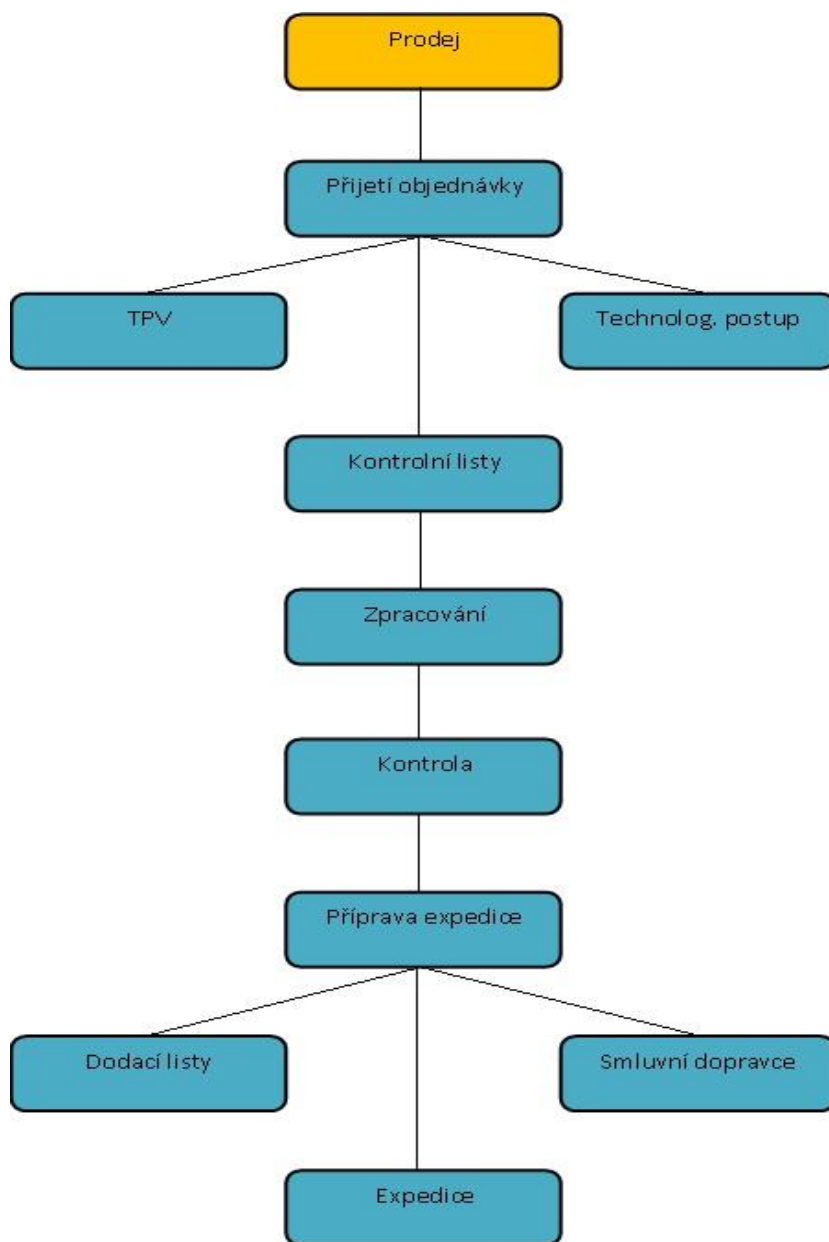 Prodej
Přijetí objednávky
TPV
Technolog. postup
Kontrolní listy
Zpracování
Kontrola
Příprava expedice
Dodací listy
Smluvní dopravce
Expedice